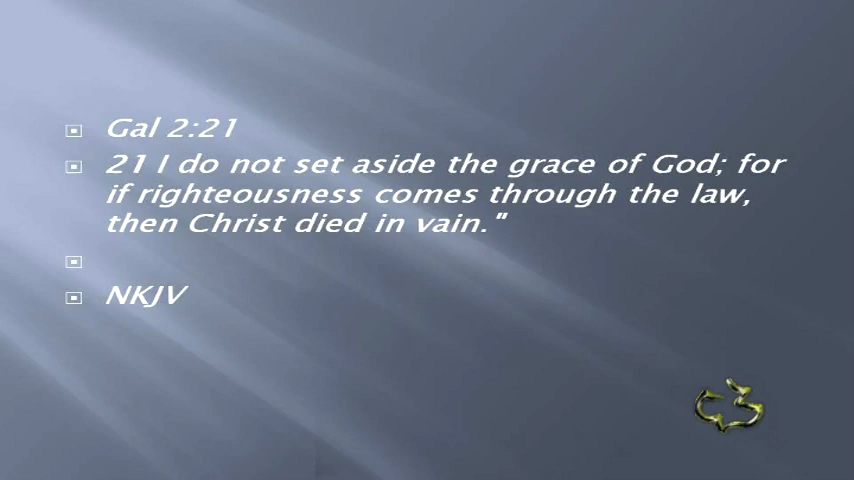 Gal 2:21
21 I do not set aside the grace of God; for
if righteousness comes through the law,
then Christ died in vain."
NKJV